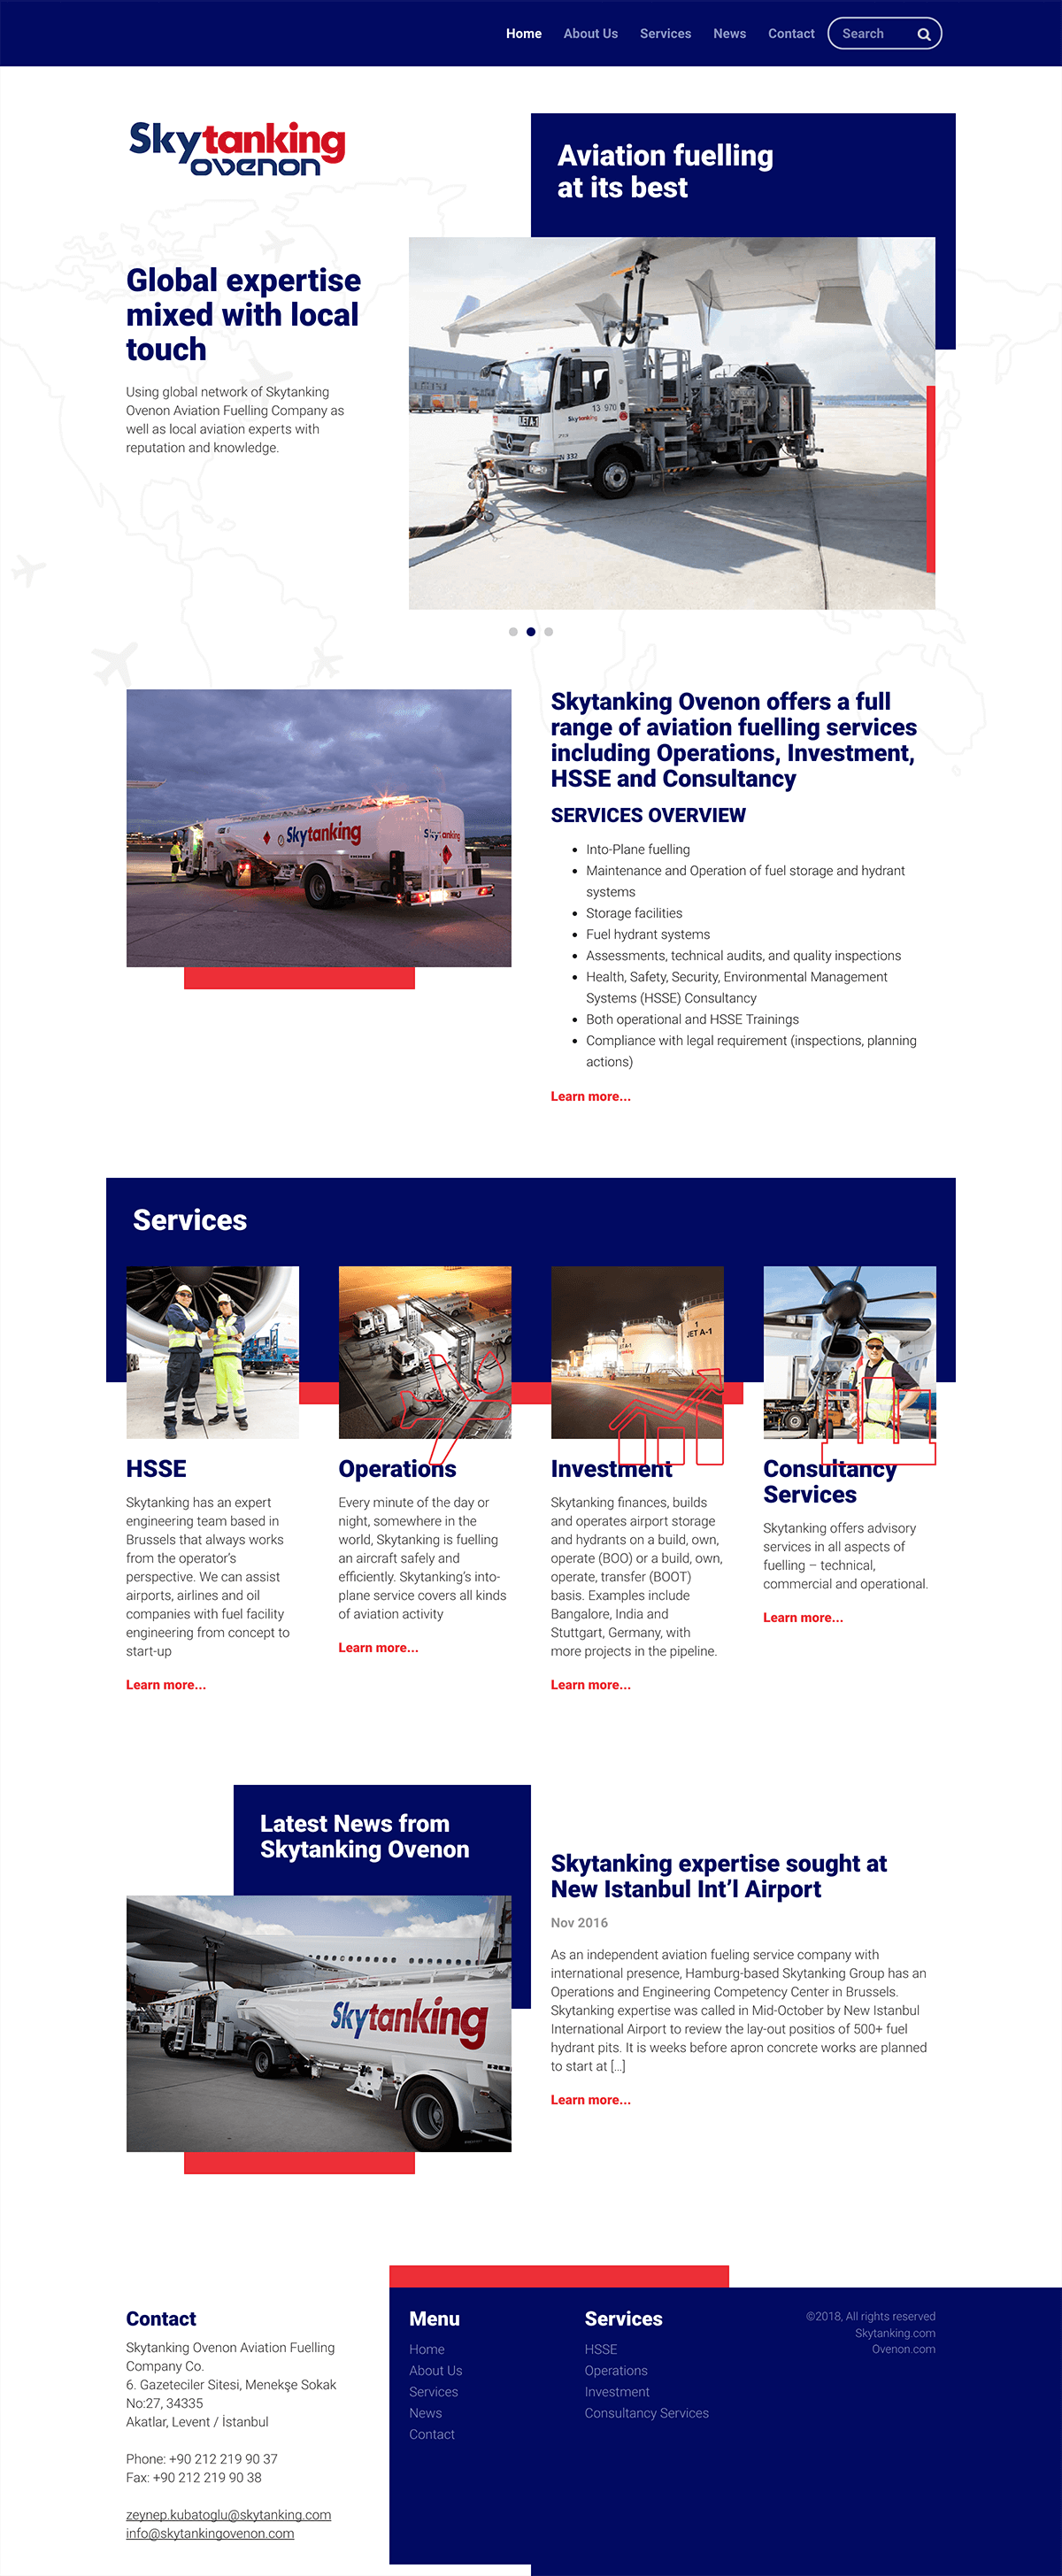 Home About Us Services News Contact Search
Skytanking
ovenon
Aviation fuelling
at its best
Global expertise
mixed with local
touch
Using global network of Skytanking
Ovenon Aviation Fuelling Company as
well as local aviation experts with
reputation and knowledge.
13 970
Skytanking
JET A-1
N 332
Skytanking Ovenon offers a full
range of aviation fuelling services
including Operations, Investment,
HSSE and Consultancy
SERVICES OVERVIEW
Into-Plane fuelling
Maintenance and Operation of fuel storage and hydrant
systems
Storage facilities
Fuel hydrant systems
Assessments, technical audits, and quality inspections
Health, Safety, Security, Environmental Management
Systems (HSSE) Consultancy
Both operational and HSSE Trainings
Compliance with legal requirement (inspections, planning
actions)
Learn more...
Skytanking
Skytanking
Services
JET A-1
JET A-1
HSSE
Skytanking has an expert
engineering team based in
Brussels that always works
from the operator's
perspective. We can assist
airports, airlines and oil
companies with fuel facility
engineering from concept to
start-up
Learn more...
Operations
Every minute of the day or
night, somewhere in the
world, Skytanking is fuelling
an aircraft safely and
efficiently. Skytanking's into-
plane service covers all kinds
of aviation activity
Learn more...
Investment
Skytanking finances, builds
and operates airport storage
and hydrants on a build, own,
operate (BOO) or a build, own,
operate, transfer (BOOT)
basis. Examples include
Bangalore, India and
Stuttgart, Germany, with
more projects in the pipeline.
Learn more...
Consultancy
Services
Skytanking offers advisory
services in all aspects of
fuelling – technical,
commercial and operational.
Learn more...
Latest News from
Skytanking Ovenon
Skytanking
Skytanking expertise sought at
New Istanbul Int'l Airport
Nov 2016
As an independent aviation fueling service company with
international presence, Hamburg-based Skytanking Group has an
Operations and Engineering Competency Center in Brussels.
Skytanking expertise was called in Mid-October by New Istanbul
International Airport to review the lay-out positios of 500+ fuel
hydrant pits. It is weeks before apron concrete works are planned
to start at [...]
Learn more...
Contact
Skytanking Ovenon Aviation Fuelling
Company Co.
6. Gazeteciler Sitesi, Menekşe Sokak
No:27, 34335
Akatlar, Levent / İstanbul
Phone: +90 212 219 90 37
Fax: +90 212 219 90 38
zeynep.kubatoglu@skytanking.com
info@skytankingovenon.com
Menu
Home
About Us
Services
News
Contact
Services
HSSE
Operations
Investment
Consultancy Services
©2018, All rights reserved
Skytanking.com
Ovenon.com